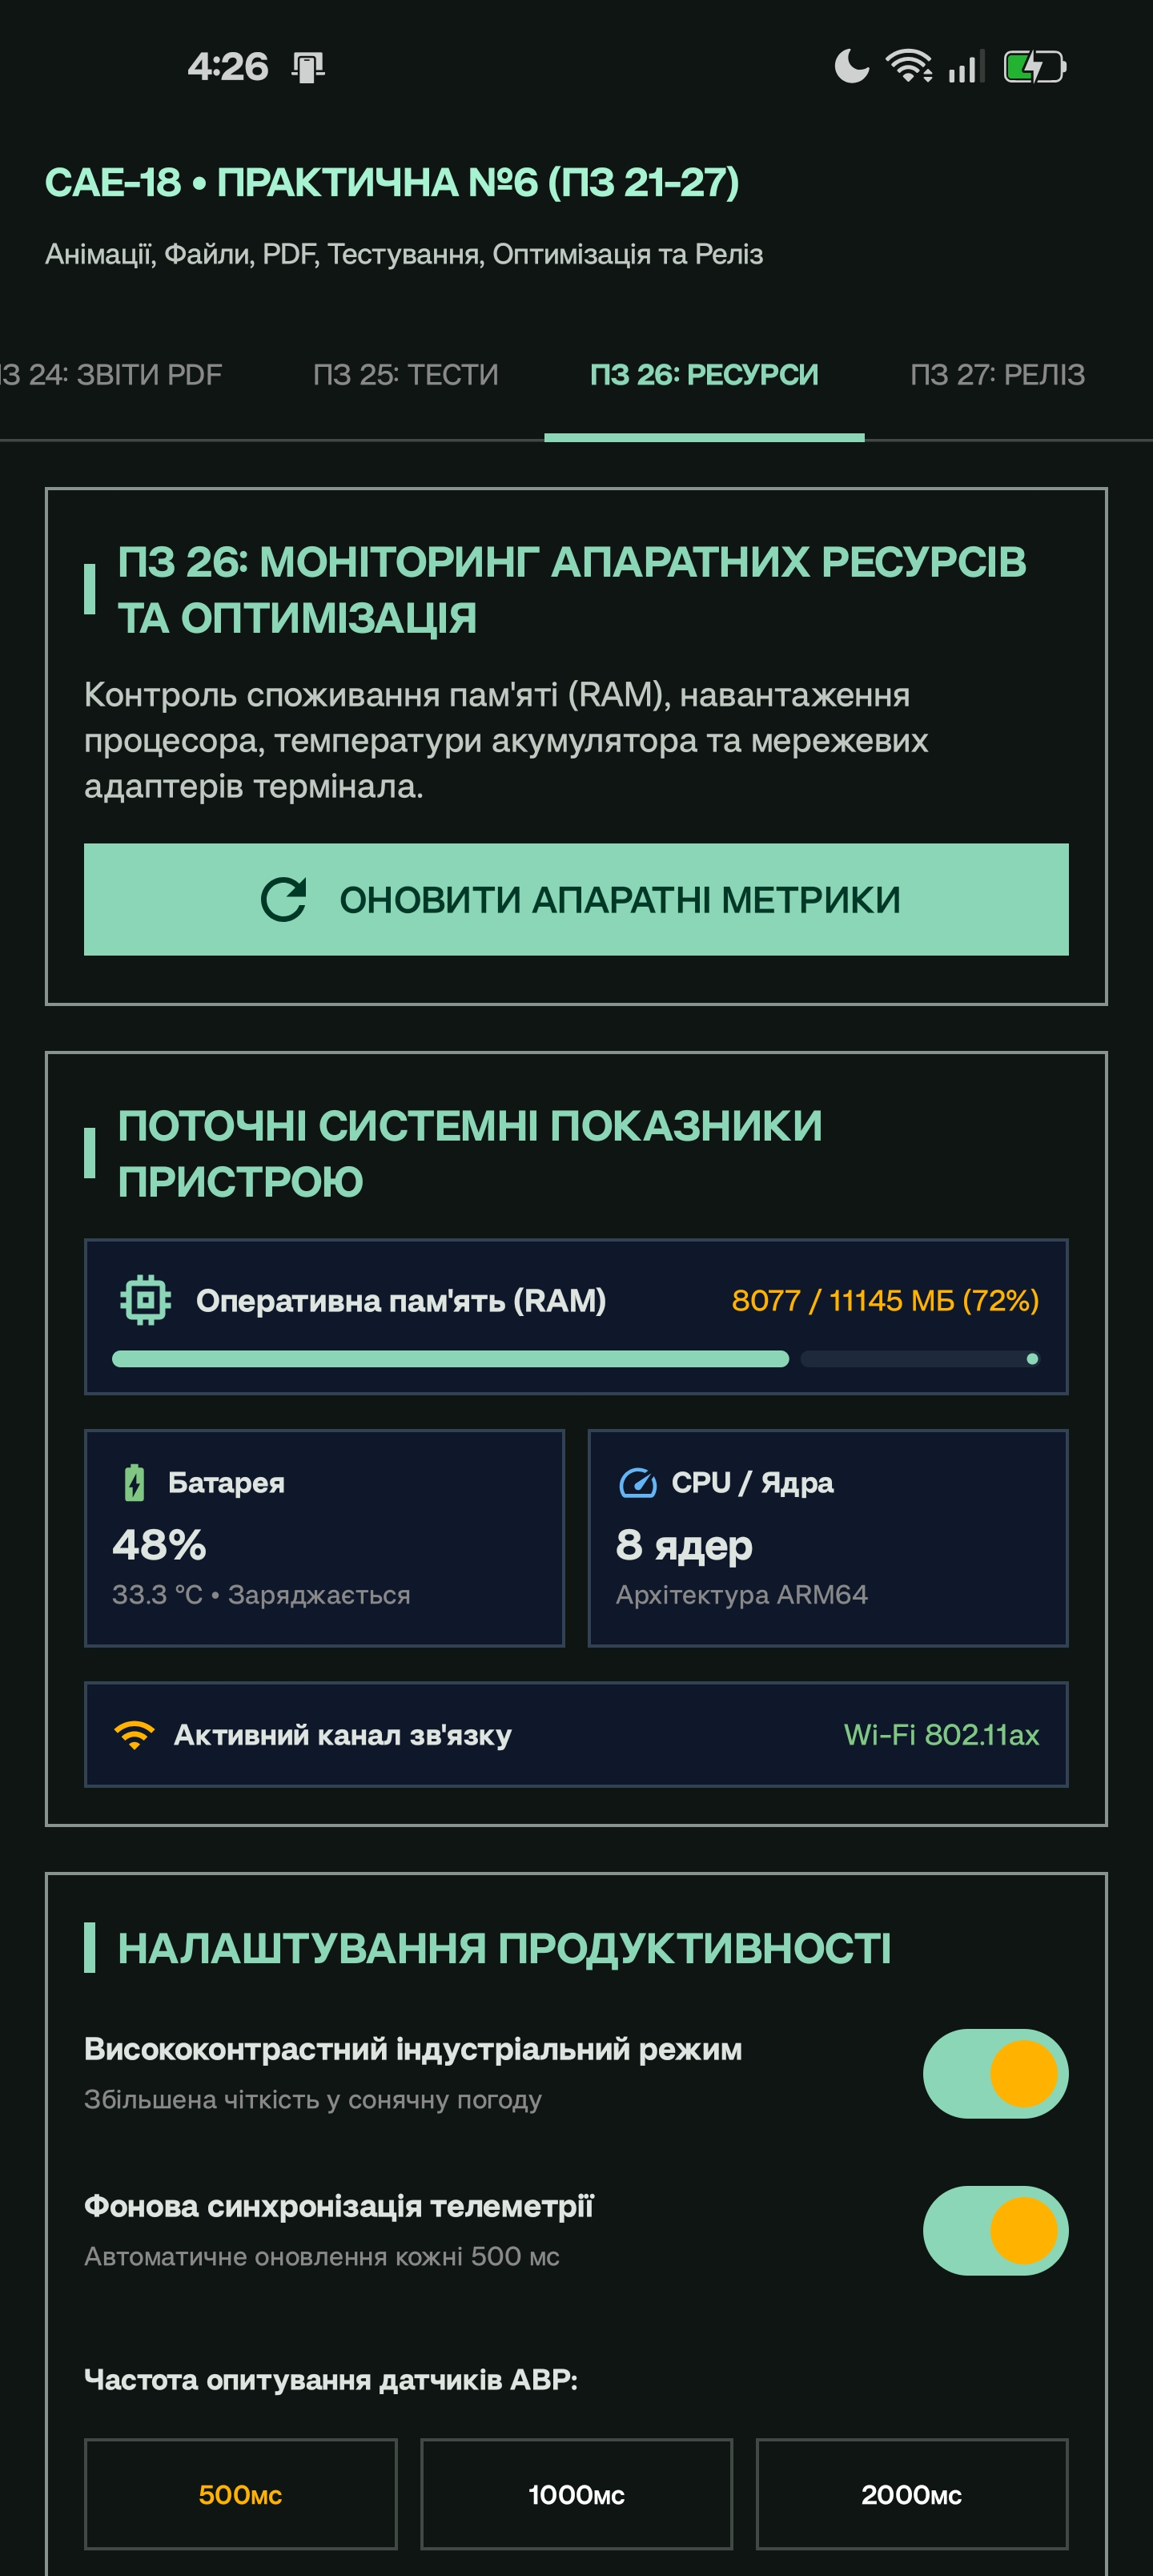 4:26
САЕ-18 • ПРАКТИЧНА №6 (ПЗ 21-27)
Анімації, Файли, PDF, Тестування, Оптимізація та Реліз
ПЗ 24: ЗВІТИ PDF ПЗ 25: ТЕСТИ ПЗ 26: РЕСУРСИ ПЗ 27: РЕЛІЗ
ПЗ 26: МОНІТОРИНГ АПАРАТНИХ РЕСУРСІВ
ТА ОПТИМІЗАЦІЯ
Контроль споживання пам'яті (RAM), навантаження
процесора, температури акумулятора та мережевих
адаптерів термінала.
ОНОВИТИ АПАРАТНІ МЕТРИКИ
ПОТОЧНІ СИСТЕМНІ ПОКАЗНИКИ
ПРИСТРОЮ
Оперативна пам'ять (RAM) 8077 / 11145 МБ (72%)
Батарея
48%
33.3 °C • Заряджається
CPU / Ядра
8 ядер
Архітектура ARM64
Активний канал зв'язку Wi-Fi 802.11ax
НАЛАШТУВАННЯ ПРОДУКТИВНОСТІ
Висококонтрастний індустріальний режим
Збільшена чіткість у сонячну погоду
Фонова синхронізація телеметрії
Автоматичне оновлення кожні 500 мс
Частота опитування датчиків АВР:
500мс 1000мс 2000мс